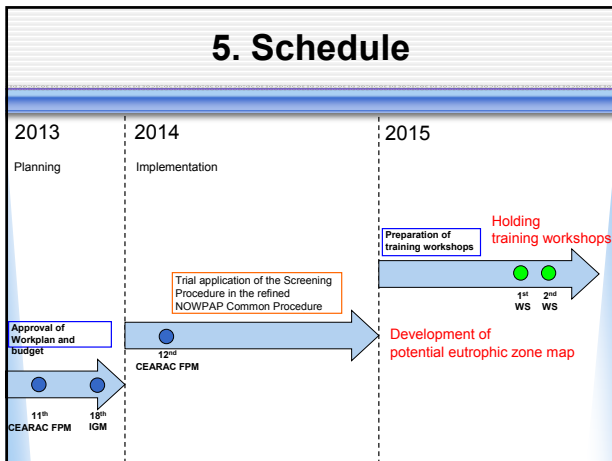 5. Schedule
2013
2014
2015
Planning
Implementation
Holding
training workshops
Preparation of
training workshops
1st
WS
2nd
WS
Trial application of the Screening
Procedure in the refined
NOWPAP Common Procedure
Development of
potential eutrophic zone map
12nd
CEARAC FPM
Approval of
Workplan and
budget
11th
CEARAC FPM
18th
IGM